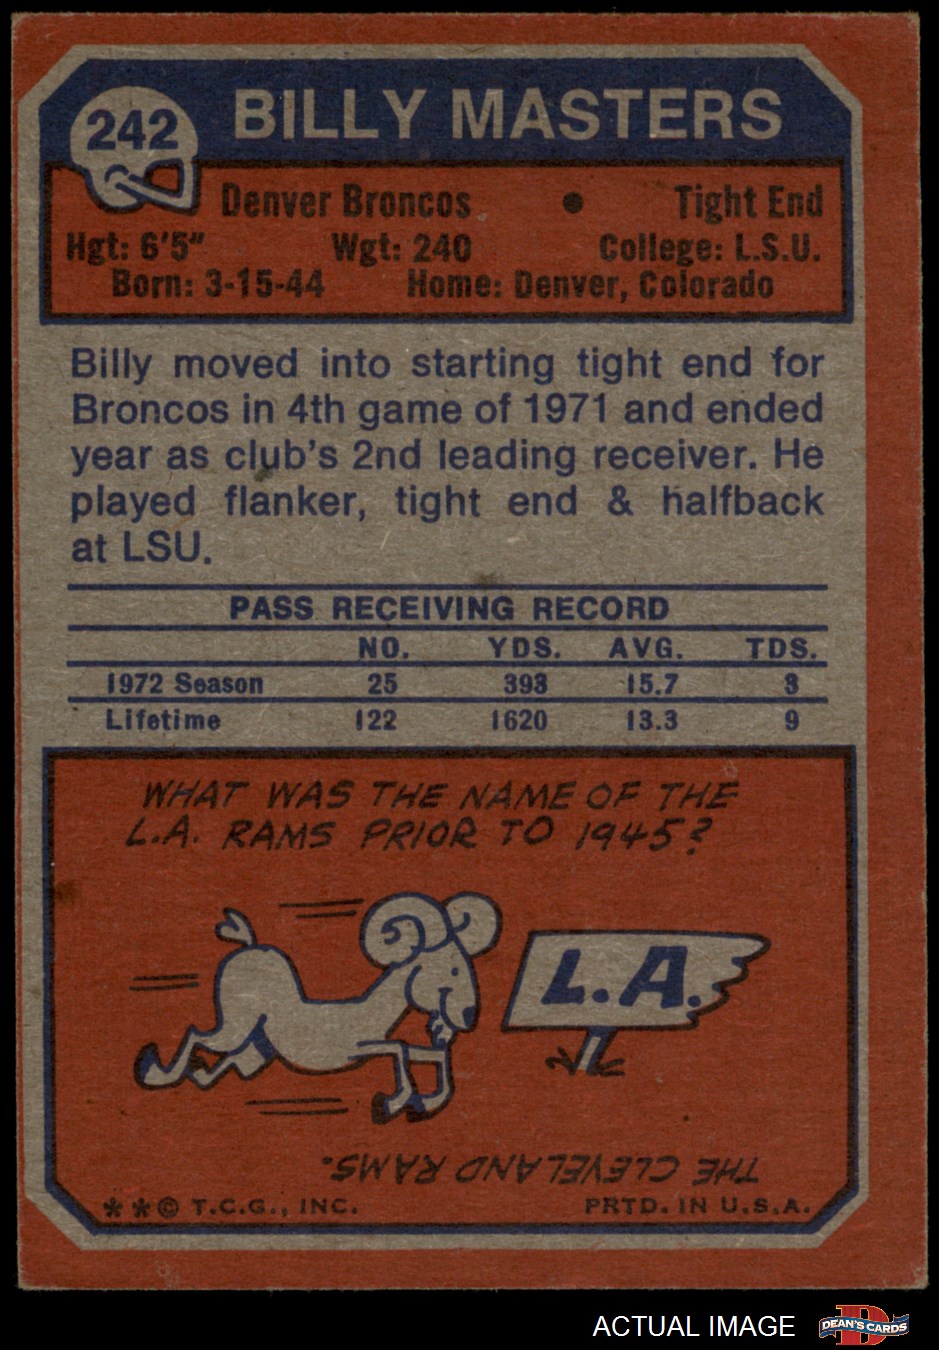 242
BILLY MASTERS
Denver Broncos • Tight End
Hgt: 6'5" Wgt: 240 College: L.S.U.
Born: 3-15-44 Home: Denver, Colorado
Billy moved into starting tight end for
Broncos in 4th game of 1971 and ended
year as club's 2nd leading receiver. He
played flanker, tight end & halfback
at LSU.
PASS RECEIVING RECORD
NO. YDS. AVG. TDS.
1972 Season 25 393 15.7 3
Lifetime 122 1620 13.3 9
WHAT WAS THE NAME OF THE
L.A. RAMS PRIOR TO 1945?
L.A.
THE CLEVELAND RAMS.
**© T.C.G., INC. PRTD. IN U.S.A.
ACTUAL IMAGE
D
DEAN'S CARDS